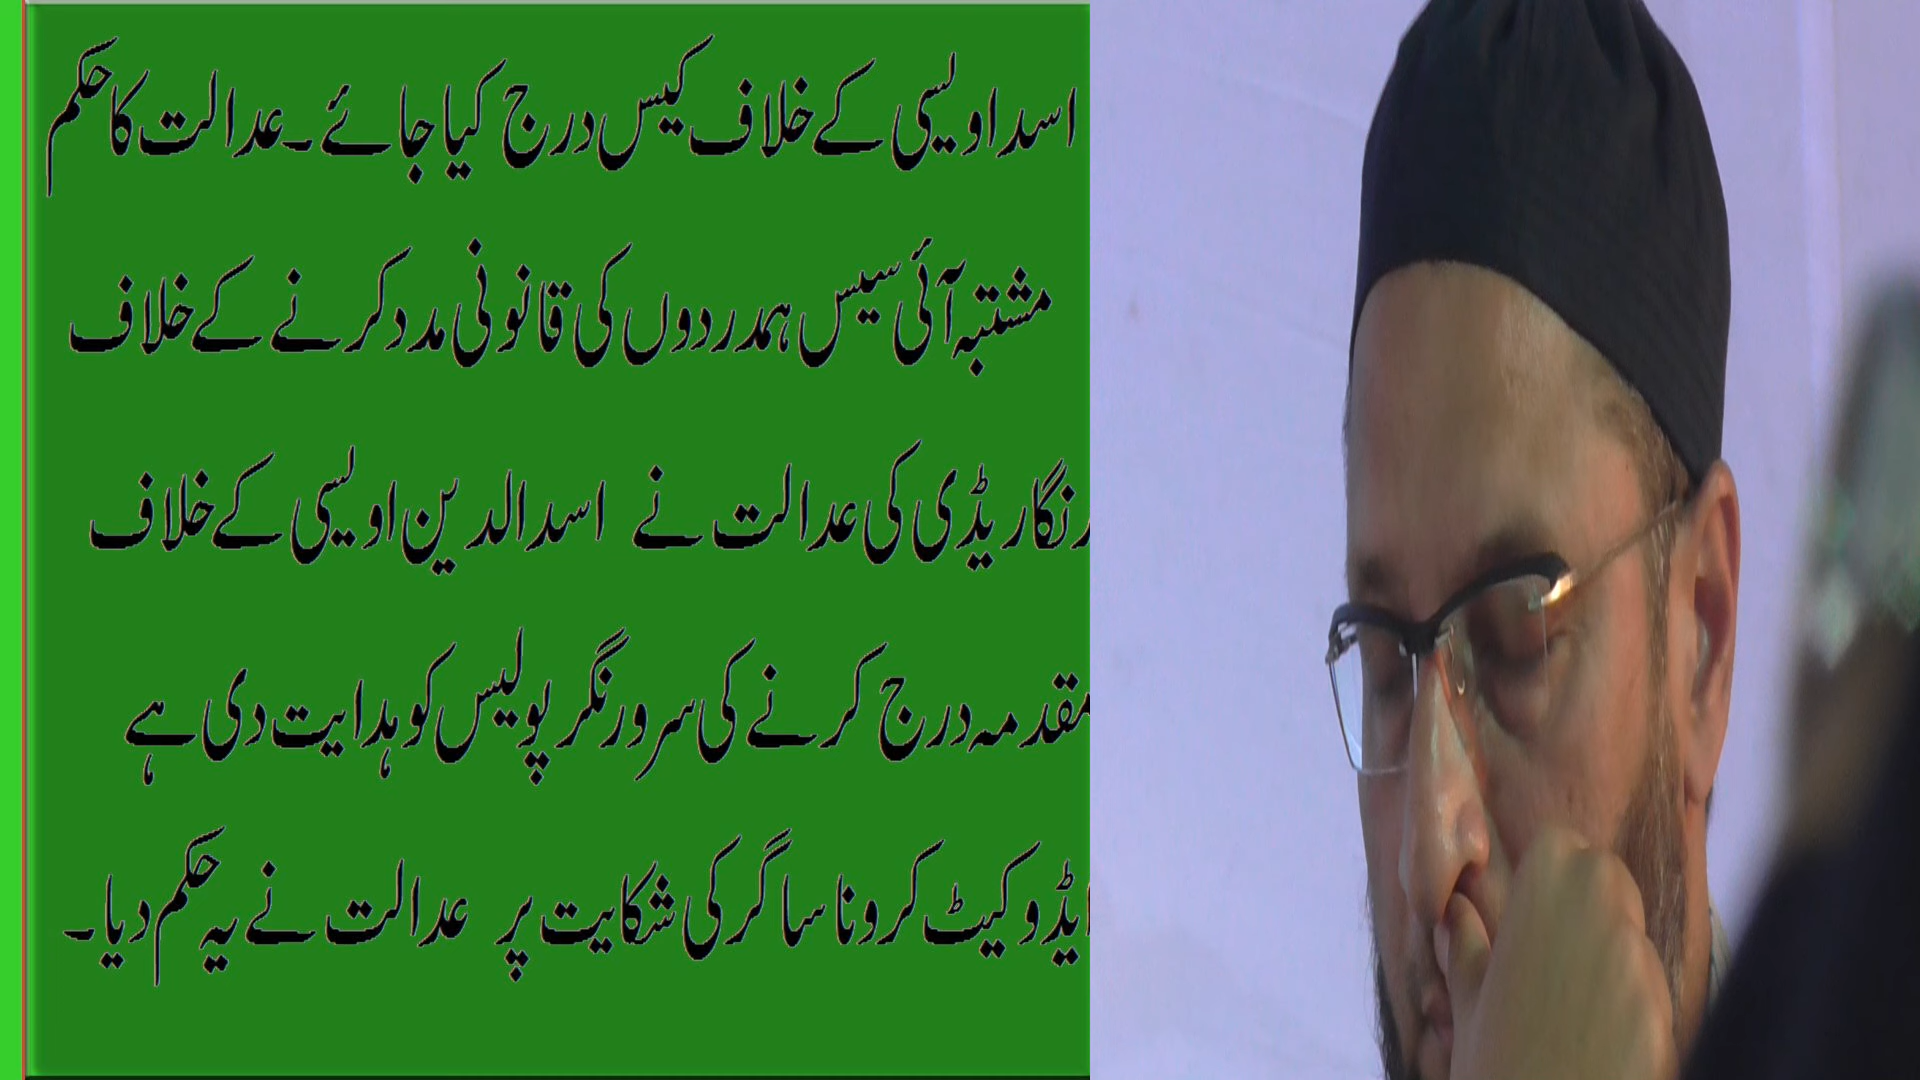 اسد اویسی کے خلاف کیس درج کیا جائے۔ عدالت کا حکم
مشتبہ آئی سیس ہمدردوں کی قانونی مدد کرنے کے خلاف
رنگاریڈی کی عدالت نے اسدالدین اویسی کے خلاف
مقدمہ درج کرنے کی سرورنگر پولیس کو ہدایت دی ہے
ایڈوکیٹ کرونا ساگر کی شکایت پر عدالت نے یہ حکم دیا۔